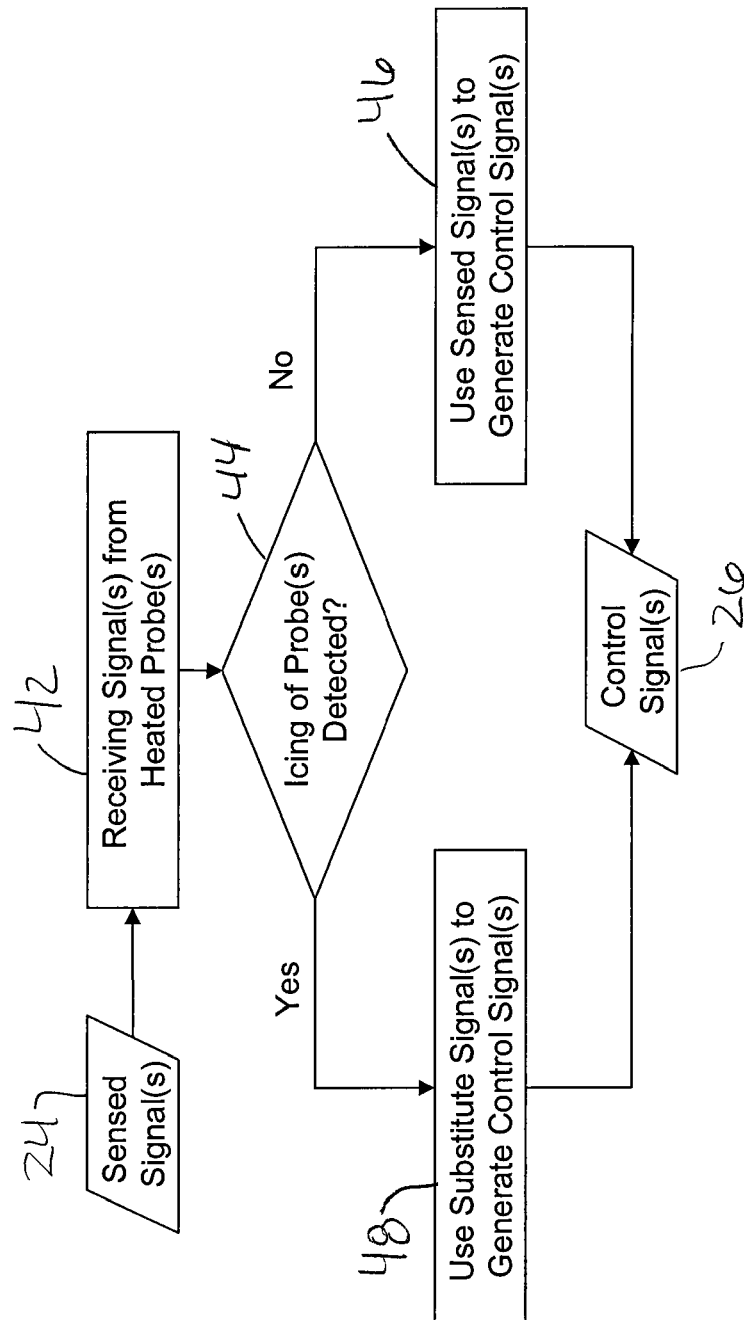 24
Sensed
Signal(s)
42
Receiving Signal(s) from
Heated Probe(s)
44
Icing of Probe(s)
Detected?
Yes
No
48
Use Substitute Signal(s) to
Generate Control Signal(s)
46
Use Sensed Signal(s) to
Generate Control Signal(s)
Control
Signal(s)
26